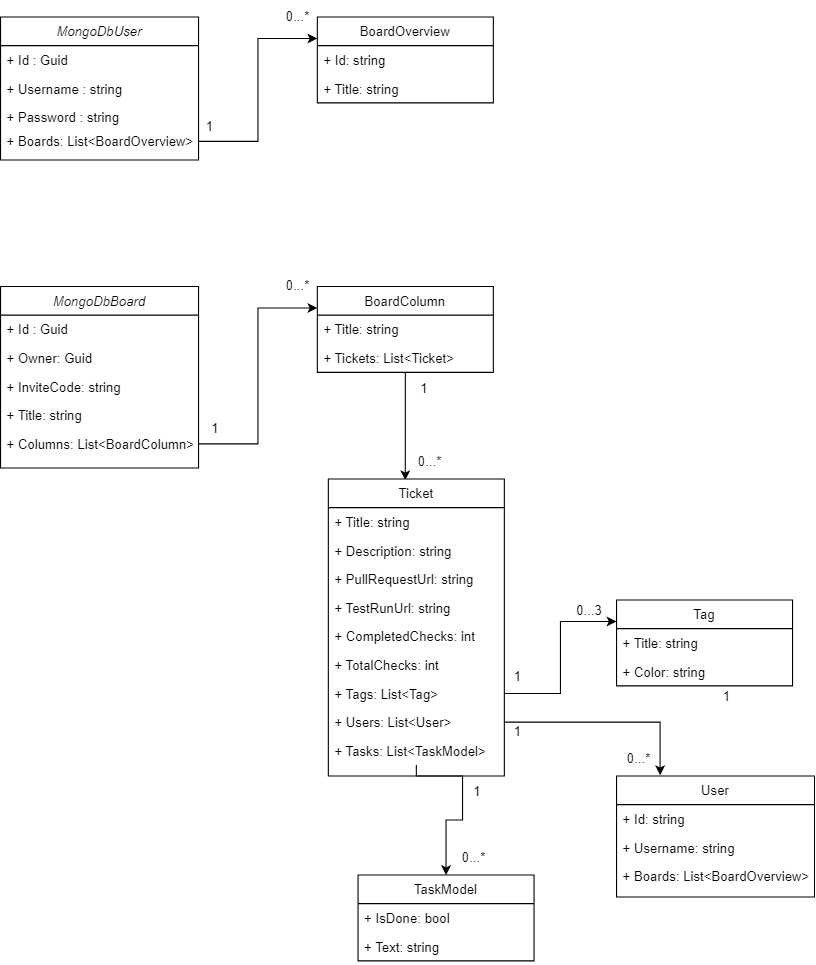 MongoDbUser
+ Id : Guid
+ Username : string
+ Password : string
+ Boards: List<BoardOverview>
1
0...*
BoardOverview
+ Id: string
+ Title: string
MongoDbBoard
+ Id : Guid
+ Owner: Guid
+ InviteCode: string
+ Title: string
+ Columns: List<BoardColumn>
1
0...*
BoardColumn
+ Title: string
+ Tickets: List<Ticket>
1
0...*
Ticket
+ Title: string
+ Description: string
+ PullRequestUrl: string
+ TestRunUrl: string
+ CompletedChecks: int
+ TotalChecks: int
+ Tags: List<Tag>
+ Users: List<User>
+ Tasks: List<TaskModel>
1
0...3
Tag
+ Title: string
+ Color: string
1
1
0...*
User
+ Id: string
+ Username: string
+ Boards: List<BoardOverview>
1
0...*
TaskModel
+ IsDone: bool
+ Text: string